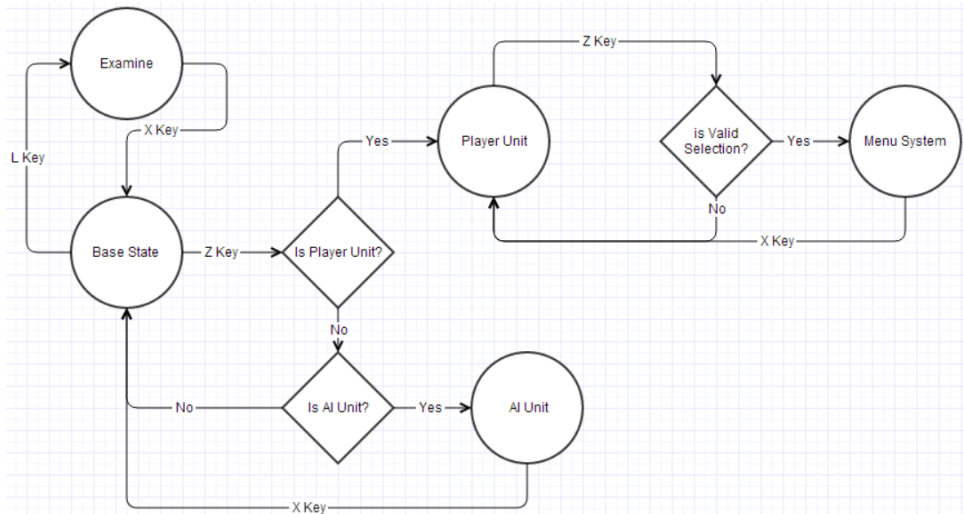 Z Key
Examine
X Key
Yes
Player Unit
is Valid
Selection?
Yes
Menu System
L Key
No
X Key
Base State
Z Key
Is Player Unit?
No
No
Is AI Unit?
Yes
AI Unit
X Key